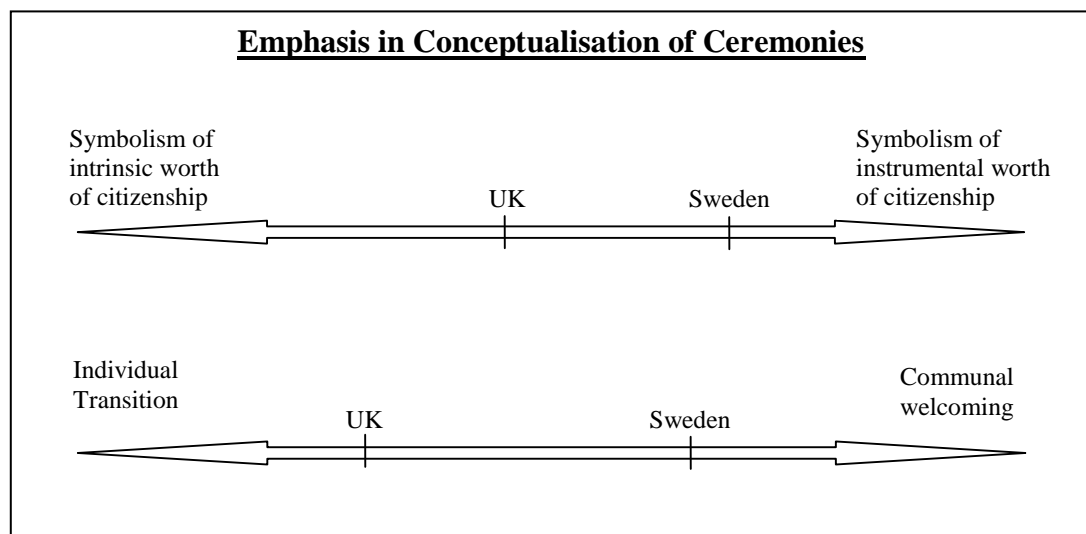 Emphasis in Conceptualisation of Ceremonies
Symbolism of
intrinsic worth
of citizenship
Symbolism of
instrumental worth
of citizenship
UK
Sweden
Individual
Transition
Communal
welcoming
UK
Sweden